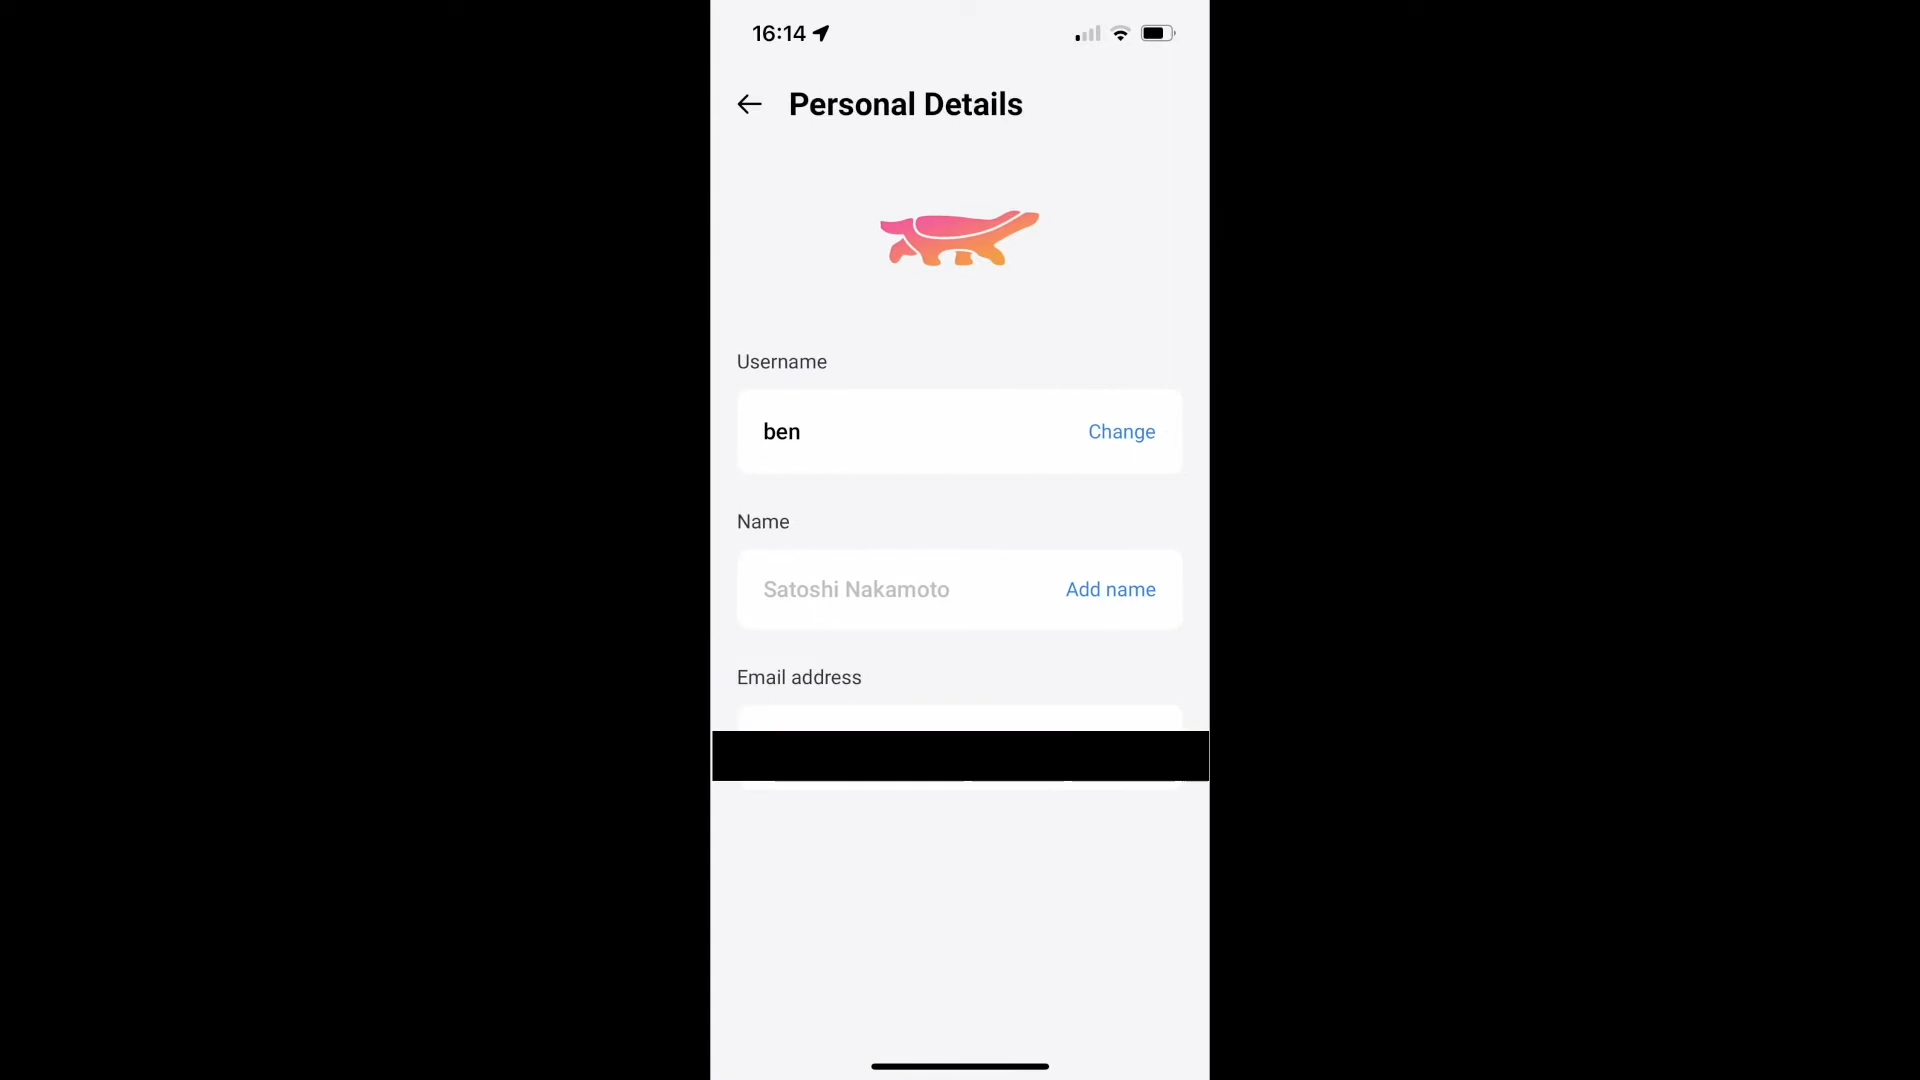 16:14
Personal Details
Username
ben Change
Name
Satoshi Nakamoto Add name
Email address